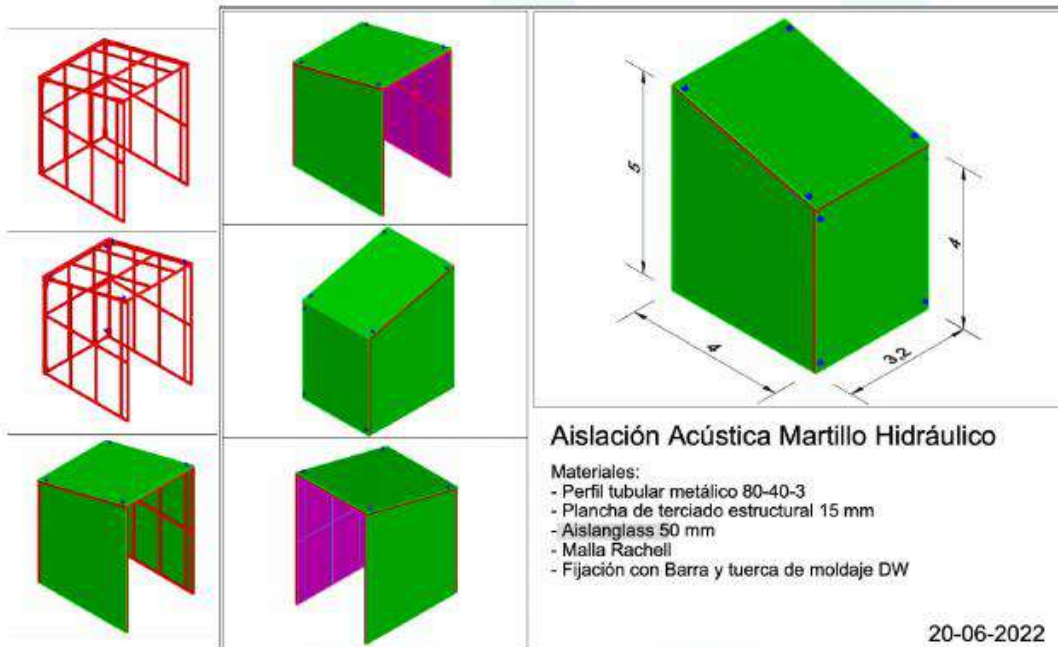 5
4
4
3,2
Aislación Acústica Martillo Hidráulico
Materiales:
- Perfil tubular metálico 80-40-3
- Plancha de terciado estructural 15 mm
- Aislanglass 50 mm
- Malla Rachell
- Fijación con Barra y tuerca de moldaje DW
20-06-2022